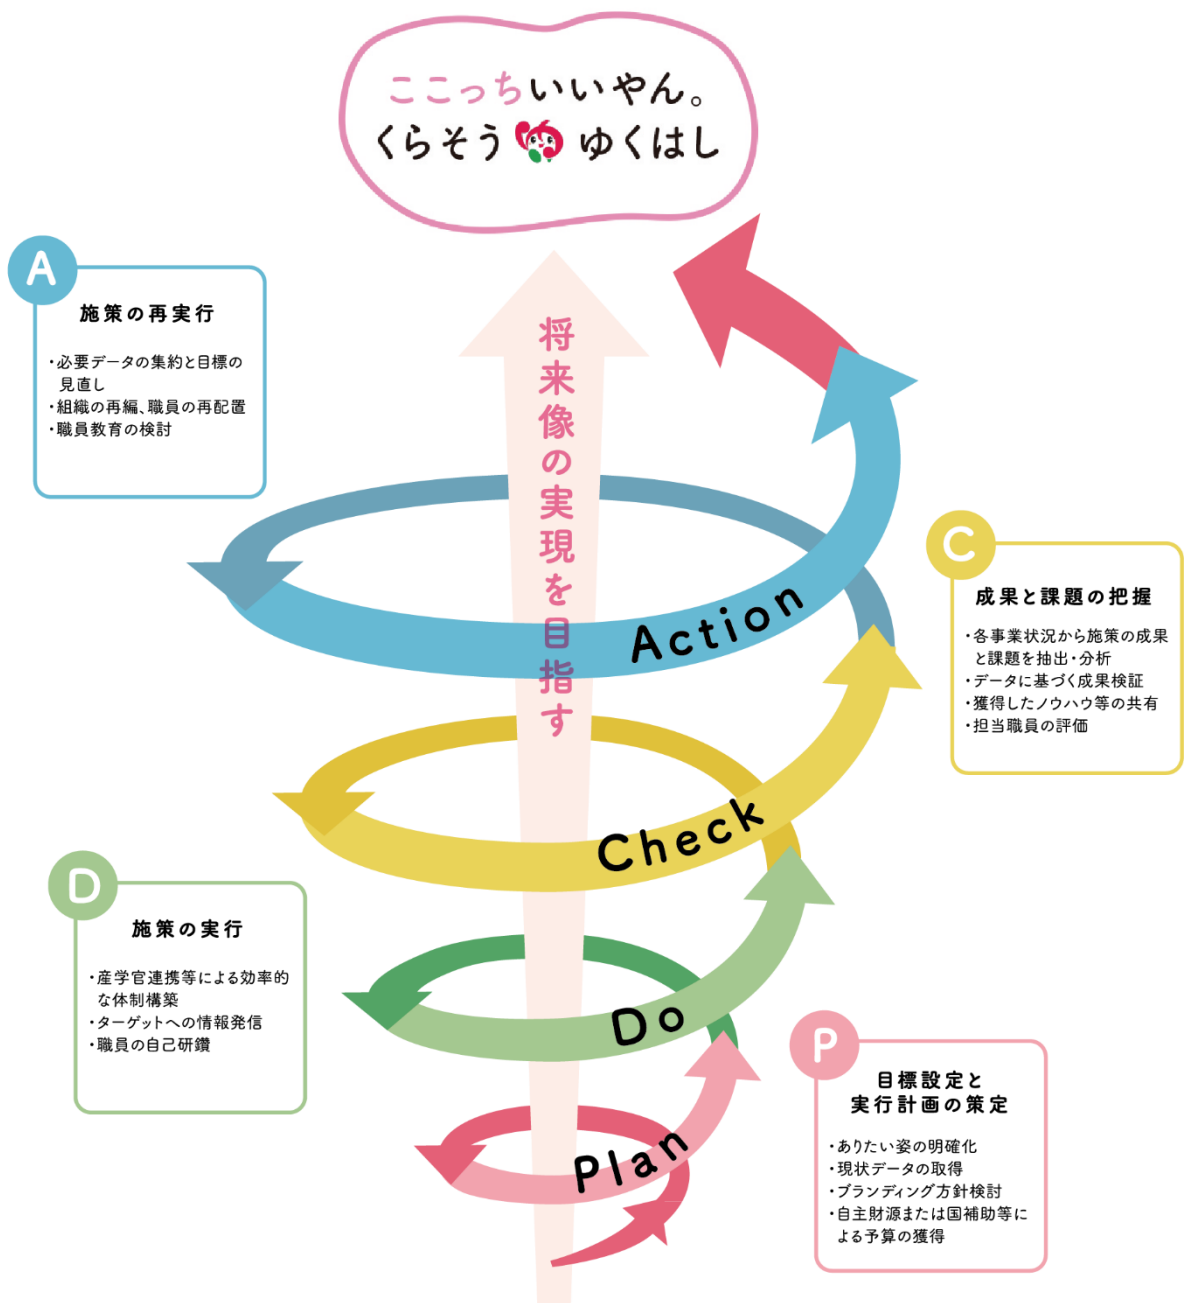 ここっちいいやん。
くらそう ゆくはし
将来像の実現を目指す
A
施策の再実行
・必要データの集約と目標の
見直し
・組織の再編、職員の再配置
・職員教育の検討
Action
C
成果と課題の把握
・各事業状況から施策の成果
と課題を抽出・分析
・データに基づく成果検証
・獲得したノウハウ等の共有
・担当職員の評価
Check
D
施策の実行
・産学官連携等による効率的
な体制構築
・ターゲットへの情報発信
・職員の自己研鑽
Do
P
目標設定と
実行計画の策定
・ありたい姿の明確化
・現状データの取得
・ブランディング方針検討
・自主財源または国補助等に
よる予算の獲得
Plan